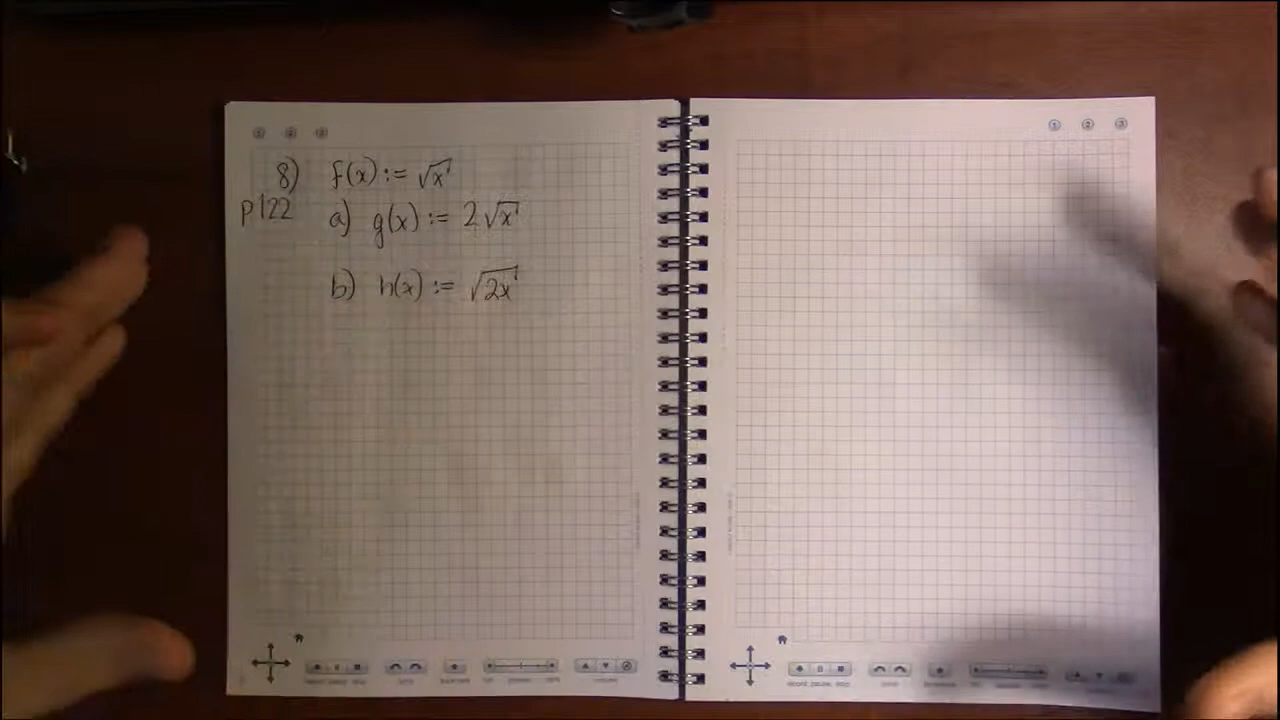 8) f(x) := √x
p122 a) g(x) := 2√x
b) h(x) := √2x